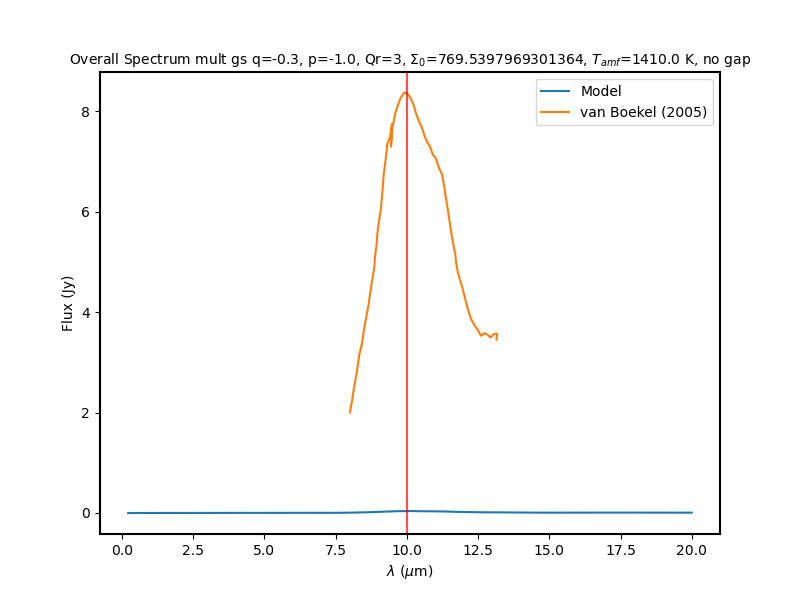 Overall Spectrum mult gs q=-0.3, p=-1.0, Qr=3, Σ₀=769.5397969301364, T_amf=1410.0 K, no gap
Model
van Boekel (2005)
8
6
4
2
0
Flux (Jy)
0.0 2.5 5.0 7.5 10.0 12.5 15.0 17.5 20.0
λ (μm)